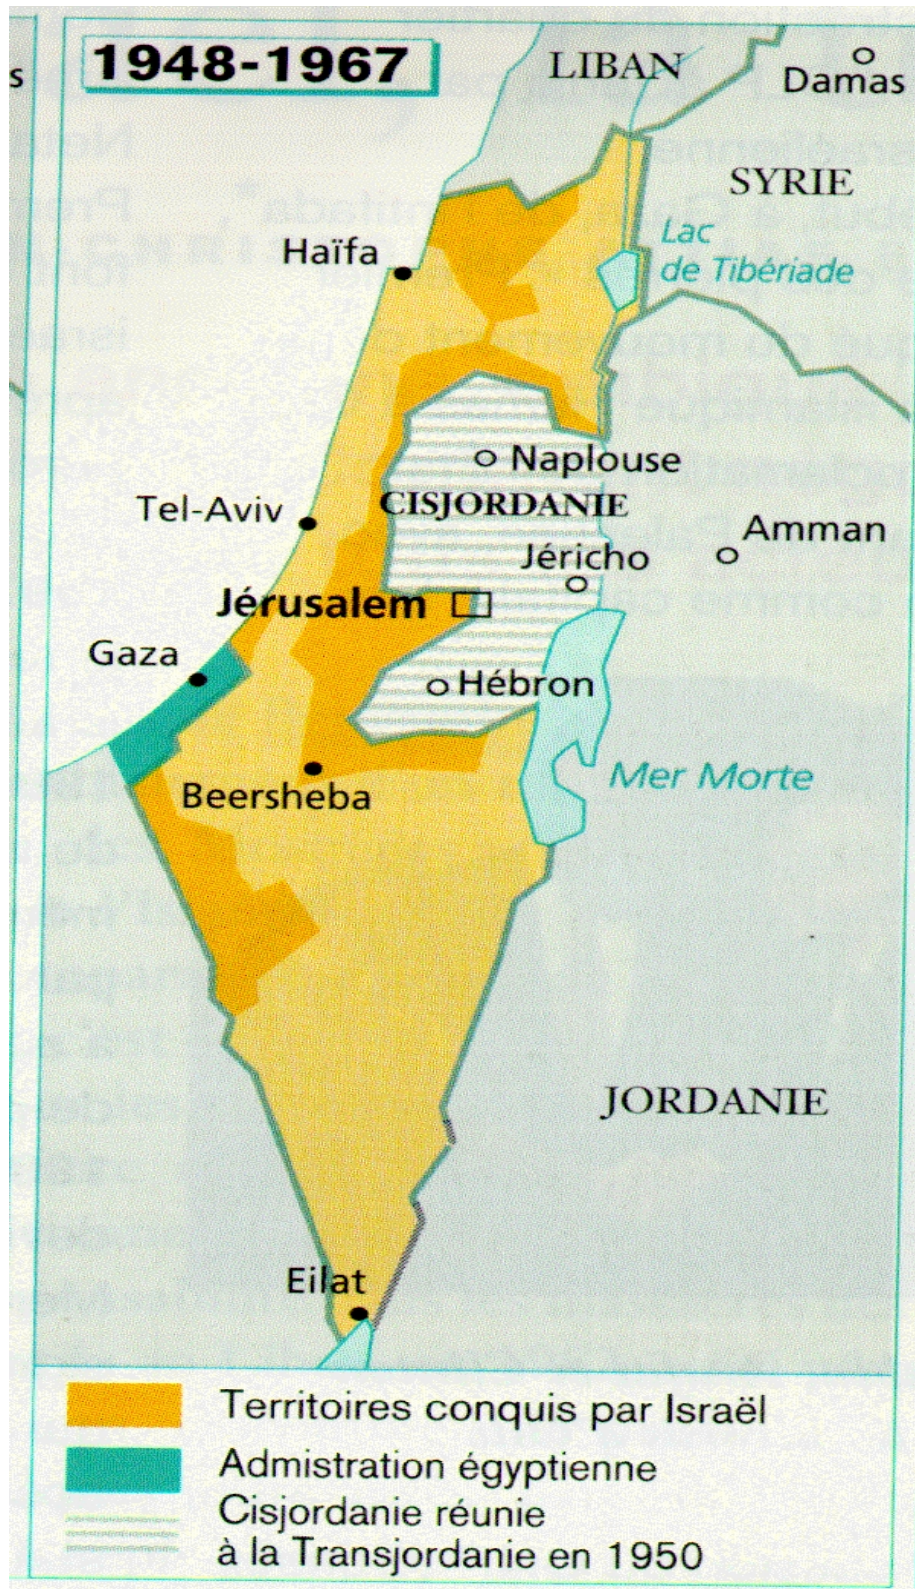 1948-1967
LIBAN
Damas
SYRIE
Haïfa
Lac
de Tibériade
Naplouse
CISJORDANIE
Tel-Aviv
Amman
Jéricho
Jérusalem
Gaza
Hébron
Mer Morte
Beersheba
JORDANIE
Eilat
Territoires conquis par Israël
Admistration égyptienne
Cisjordanie réunie
à la Transjordanie en 1950